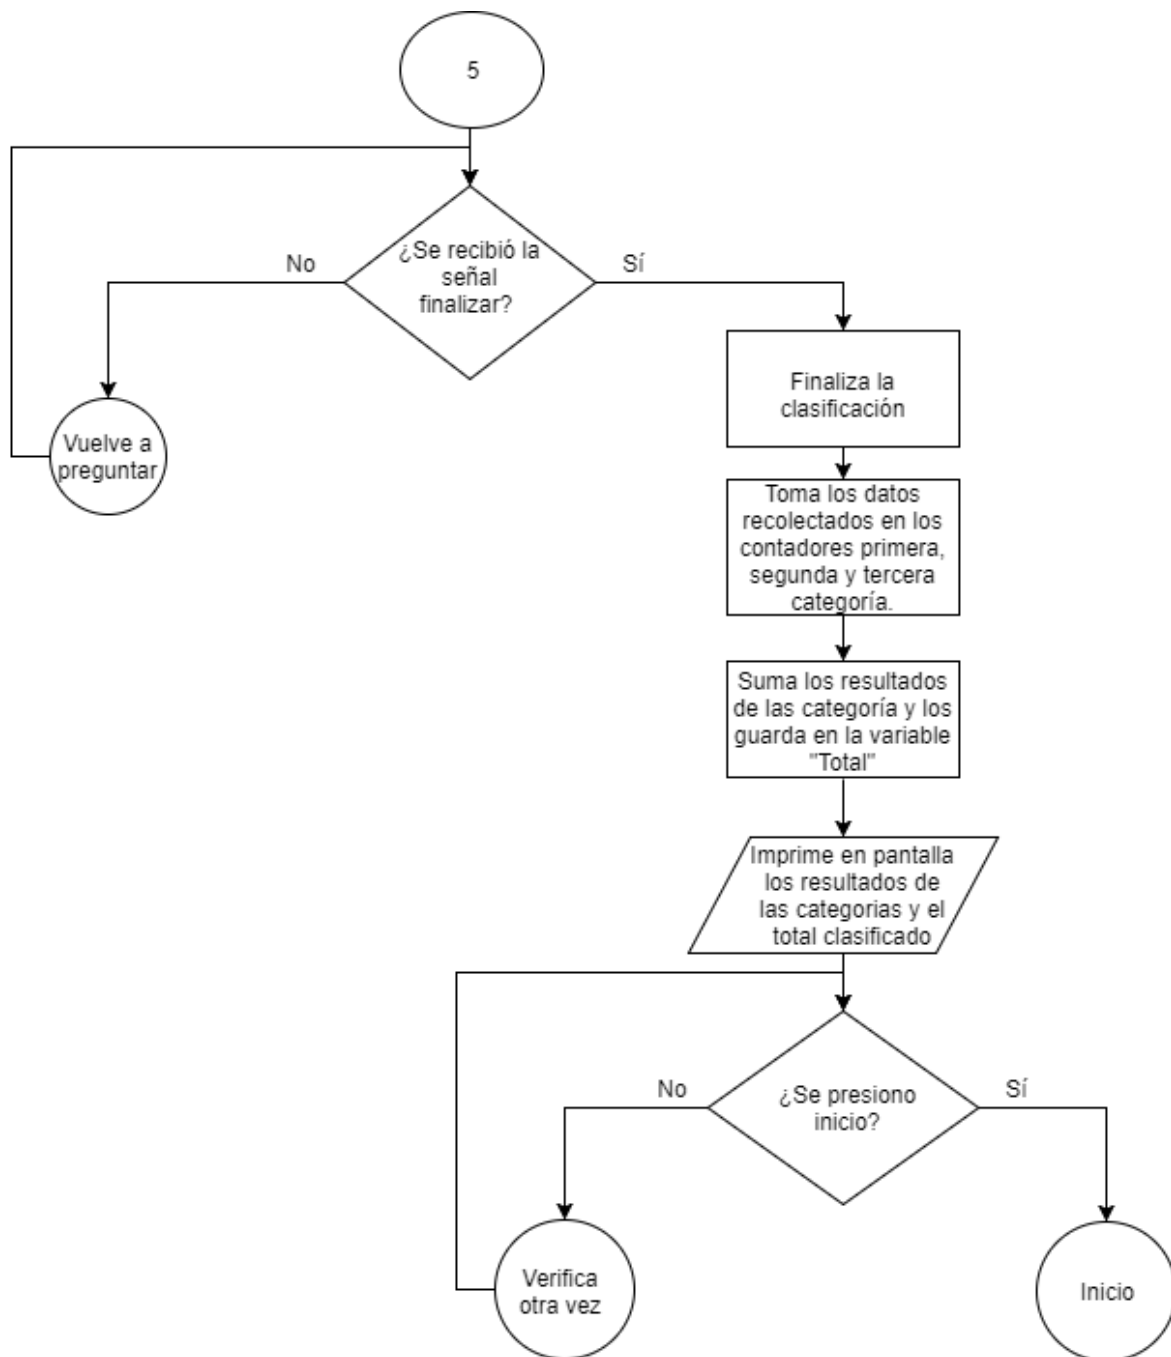 5
¿Se recibió la
señal
finalizar?
No
Sí
Vuelve a
preguntar
Finaliza la
clasificación
Toma los datos
recolectados en los
contadores primera,
segunda y tercera
categoría.
Suma los resultados
de las categoría y los
guarda en la variable
"Total"
Imprime en pantalla
los resultados de
las categorias y el
total clasificado
¿Se presiono
inicio?
No
Sí
Verifica
otra vez
Inicio